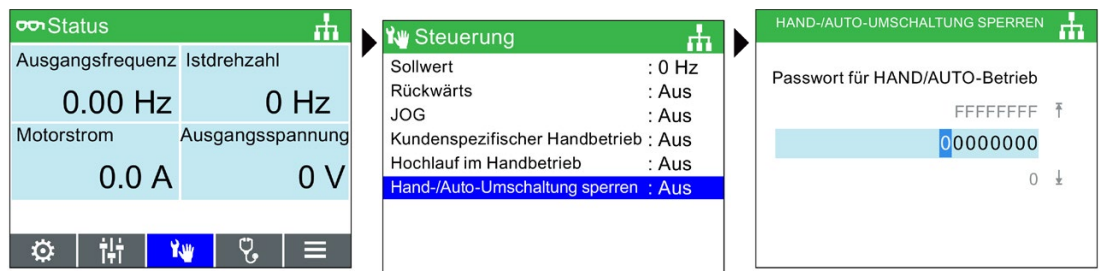 Status
Ausgangsfrequenz Istdrehzahl
0.00 Hz 0 Hz
Motorstrom Ausgangsspannung
0.0 A 0 V
Steuerung
Sollwert : 0 Hz
Rückwärts : Aus
JOG : Aus
Kundenspezifischer Handbetrieb : Aus
Hochlauf im Handbetrieb : Aus
Hand-/Auto-Umschaltung sperren : Aus
HAND-/AUTO-UMSCHALTUNG SPERREN
Passwort für HAND/AUTO-Betrieb
FFFFFFFF
00000000
0